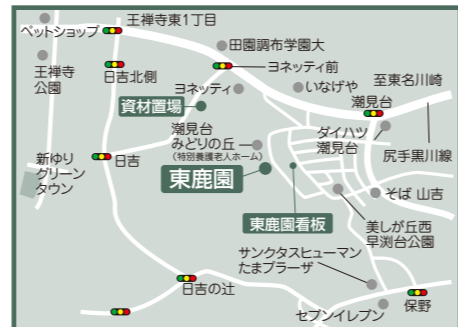 王禅寺東1丁目
ペットショップ
田園調布学園大
王禅寺
公園
日吉北側
ヨネッティ前
ヨネッティ
いなげや
至東名川崎
潮見台
資材置場
潮見台
みどりの丘
(特別養護老人ホーム)
ダイハツ
潮見台
尻手黒川線
新ゆり
グリーン
タウン
日吉
東鹿園
そば 山吉
東鹿園看板
美しが丘西
早渕台公園
サンクタスヒューマン
たまプラーザ
日吉の辻
セブンイレブン
保野